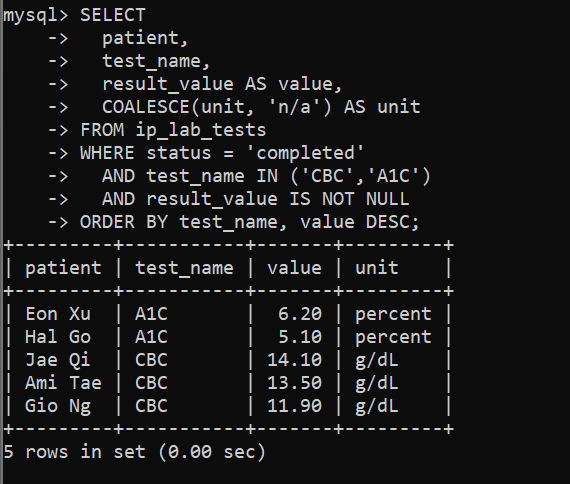 mysql> SELECT
    ->   patient,
    ->   test_name,
    ->   result_value AS value,
    ->   COALESCE(unit, 'n/a') AS unit
    -> FROM ip_lab_tests
    -> WHERE status = 'completed'
    ->   AND test_name IN ('CBC','A1C')
    ->   AND result_value IS NOT NULL
    -> ORDER BY test_name, value DESC;
+---------+-----------+-------+---------+
| patient | test_name | value | unit    |
+---------+-----------+-------+---------+
| Eon Xu  | A1C       |  6.20 | percent |
| Hal Go  | A1C       |  5.10 | percent |
| Jae Qi  | CBC       | 14.10 | g/dL    |
| Ami Tae | CBC       | 13.50 | g/dL    |
| Gio Ng  | CBC       | 11.90 | g/dL    |
+---------+-----------+-------+---------+
5 rows in set (0.00 sec)